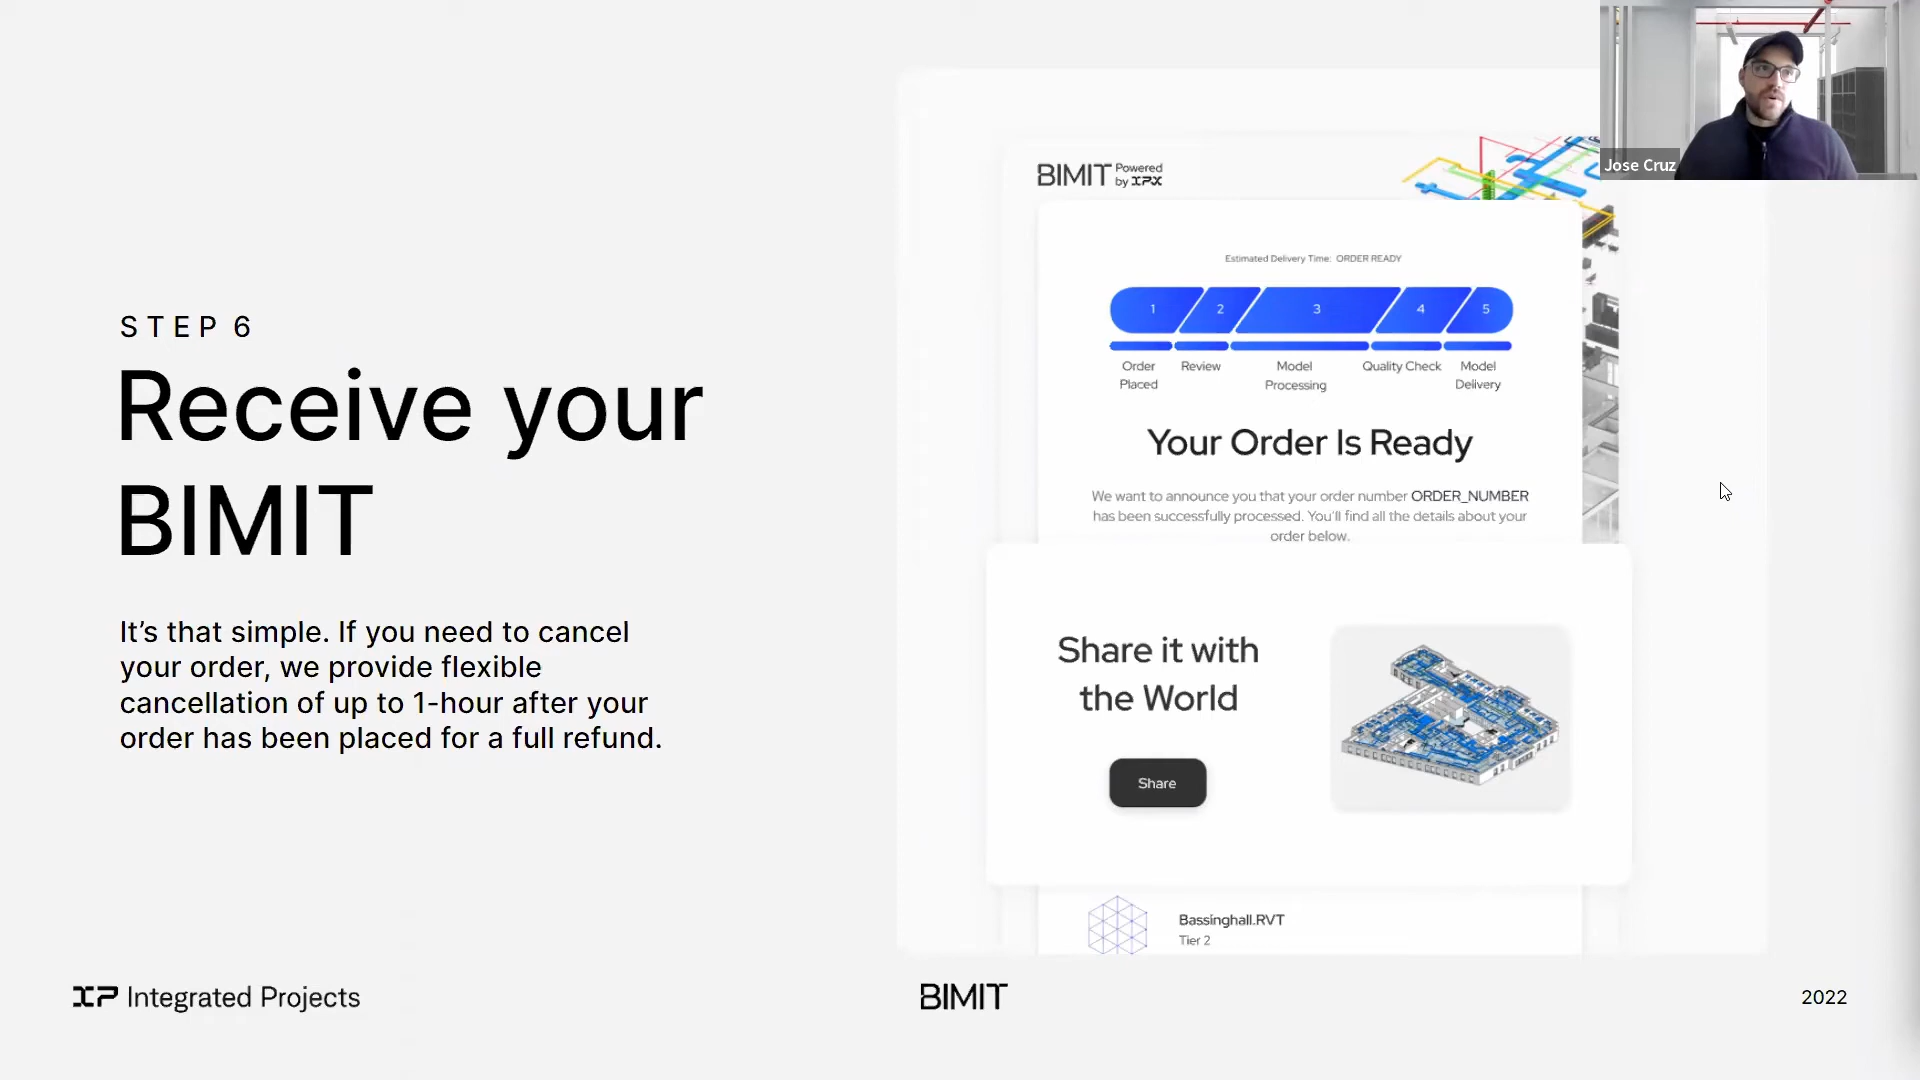 Jose Cruz
STEP 6
Receive your
BIMIT
It’s that simple. If you need to cancel
your order, we provide flexible
cancellation of up to 1-hour after your
order has been placed for a full refund.
BIMIT Powered
by XPX
Estimated Delivery Time: ORDER READY
1 2 3 4 5
Order Review Model Quality Check Model
Placed Processing Delivery
Your Order Is Ready
We want to announce you that your order number ORDER_NUMBER
has been successfully processed. You'll find all the details about your
order below.
Share it with
the World
Share
Bassinghall.RVT
Tier 2
XP Integrated Projects
BIMIT
2022